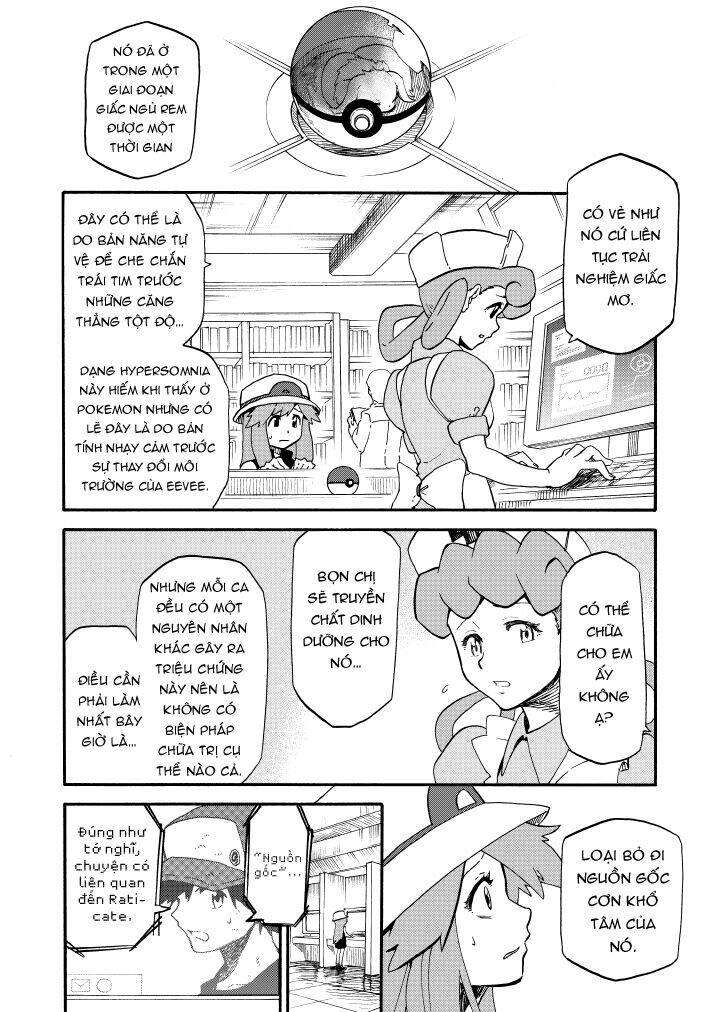 NÓ ĐÃ Ở
TRONG MỘT
GIAI ĐOẠN
GIẤC NGỦ REM
ĐƯỢC MỘT
THỜI GIAN
CÓ VẺ NHƯ
NÓ CỨ LIÊN
TỤC TRẢI
NGHIỆM GIẤC
MƠ.
ĐÂY CÓ THỂ LÀ
DO BẢN NĂNG TỰ
VỆ ĐỂ CHE CHẮN
TRÁI TIM TRƯỚC
NHỮNG CĂNG
THẲNG TỘT ĐỘ...
DẠNG HYPERSOMNIA
NÀY HIẾM KHI THẤY Ở
POKEMON NHƯNG CÓ
LẼ ĐÂY LÀ DO BẢN
TÍNH NHẠY CẢM TRƯỚC
SỰ THAY ĐỔI MÔI
TRƯỜNG CỦA EEVEE.
CÓ THỂ
CHỮA
CHO EM
ẤY
KHÔNG
Ạ?
BỌN CHỊ
SẼ TRUYỀN
CHẤT DINH
DƯỠNG CHO
NÓ...
NHƯNG MỖI CA
ĐỀU CÓ MỘT
NGUYÊN NHÂN
KHÁC GÂY RA
TRIỆU CHỨNG
NÀY NÊN LÀ
KHÔNG CÓ
BIỆN PHÁP
CHỮA TRỊ CỤ
THỂ NÀO CẢ.
ĐIỀU CẦN
PHẢI LÀM
NHẤT BÂY
GIỜ LÀ...
LOẠI BỎ ĐI
NGUỒN GỐC
CƠN KHỔ
TÂM CỦA
NÓ.
"Nguồn
gốc"...
Đúng như
tớ nghĩ,
chuyện có
liên quan
đến Rati-
cate.